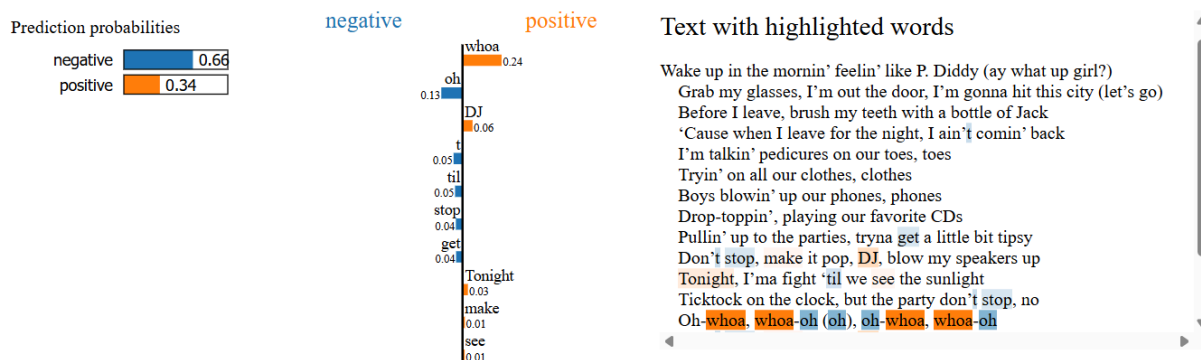 Prediction probabilities
negative 0.66
positive 0.34
negative positive
whoa
0.24
oh
0.13
DJ
0.06
t
0.05
til
0.05
stop
0.04
get
0.04
Tonight
0.03
make
0.01
see
0.01
Text with highlighted words
Wake up in the mornin’ feelin’ like P. Diddy (ay what up girl?)
Grab my glasses, I’m out the door, I’m gonna hit this city (let’s go)
Before I leave, brush my teeth with a bottle of Jack
‘Cause when I leave for the night, I ain’t comin’ back
I’m talkin’ pedicures on our toes, toes
Tryin’ on all our clothes, clothes
Boys blowin’ up our phones, phones
Drop-toppin’, playing our favorite CDs
Pullin’ up to the parties, tryna get a little bit tipsy
Don’t stop, make it pop, DJ, blow my speakers up
Tonight, I’ma fight ‘til we see the sunlight
Ticktock on the clock, but the party don’t stop, no
Oh-whoa, whoa-oh (oh), oh-whoa, whoa-oh